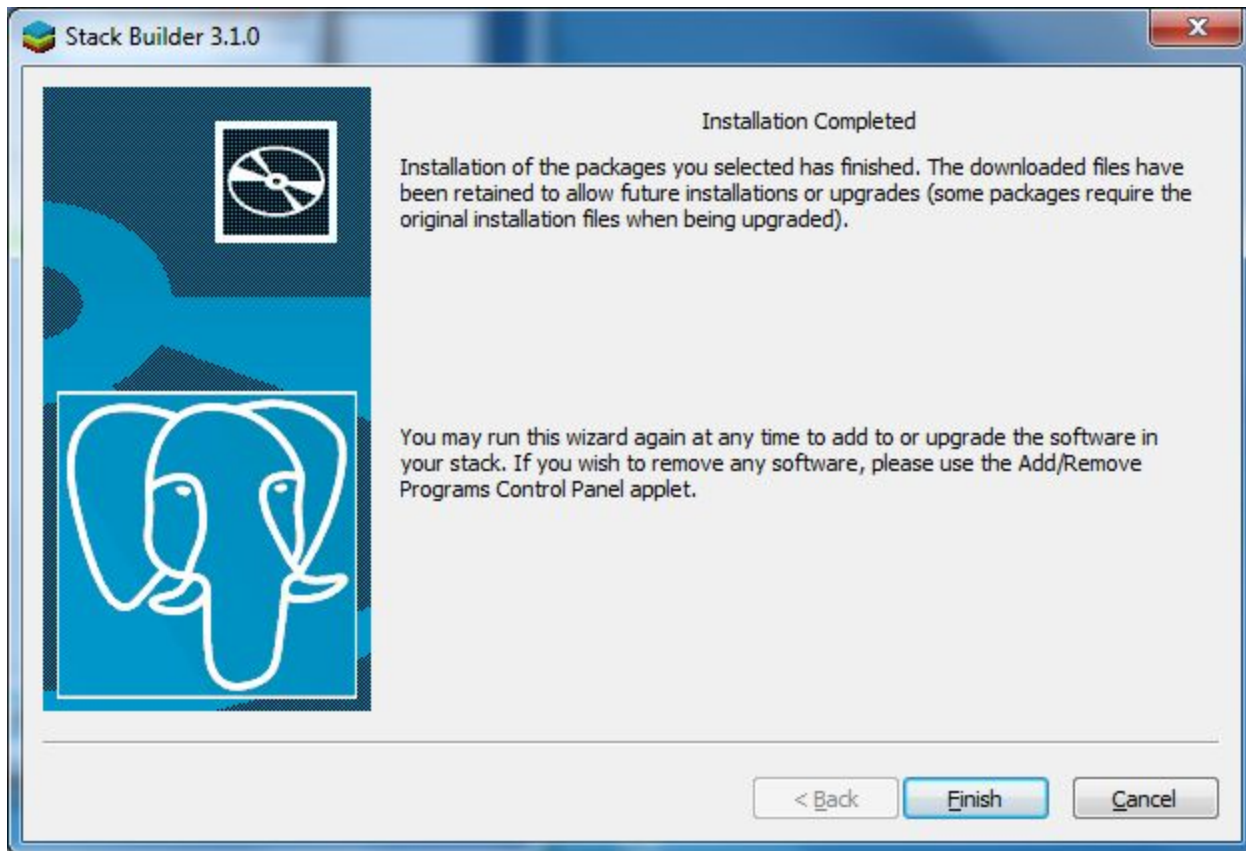 Stack Builder 3.1.0
Installation Completed
Installation of the packages you selected has finished. The downloaded files have
been retained to allow future installations or upgrades (some packages require the
original installation files when being upgraded).
You may run this wizard again at any time to add to or upgrade the software in
your stack. If you wish to remove any software, please use the Add/Remove
Programs Control Panel applet.
< Back Finish Cancel